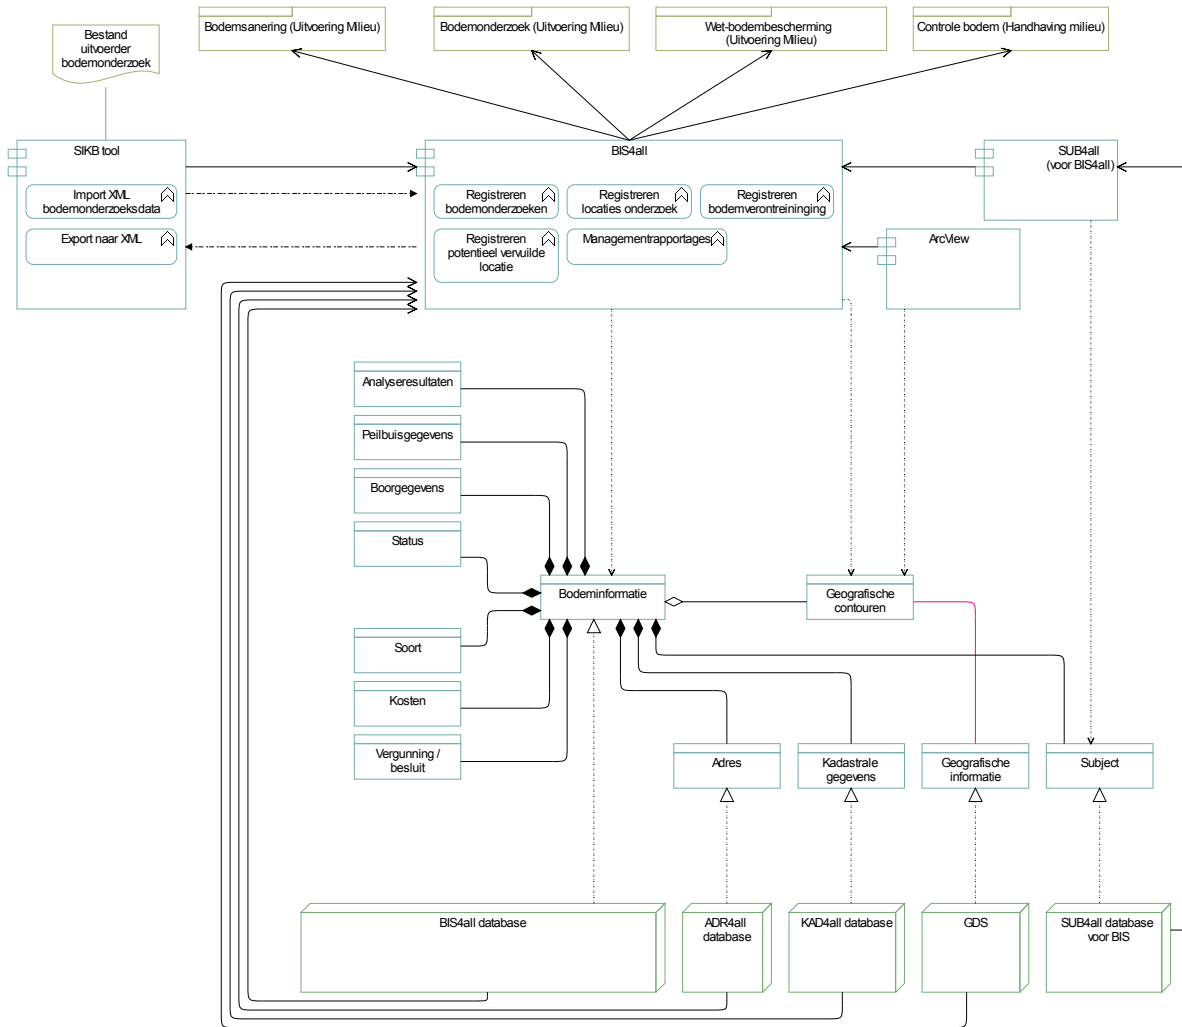 Bestand
uitvoerder
bodemonderzoek
Bodemsanering (Uitvoering Milieu)
Bodemonderzoek (Uitvoering Milieu)
Wet-bodembescherming
(Uitvoering Milieu)
Controle bodem (Handhaving milieu)
SIKB tool
Import XML
bodemonderzoeksdata
Export naar XML
BIS4all
Registreren
bodemonderzoeken
Registreren
locaties onderzoek
Registreren
bodemverontreininging
Registreren
potentieel vervuilde
locatie
Managementrapportages
SUB4all
(voor BIS4all)
ArcView
Analyseresultaten
Peilbuisgegevens
Boorgegevens
Status
Soort
Kosten
Vergunning /
besluit
Bodeminformatie
Geografische
contouren
Adres
Kadastrale
gegevens
Geografische
informatie
Subject
BIS4all database
ADR4all
database
KAD4all database
GDS
SUB4all database
voor BIS